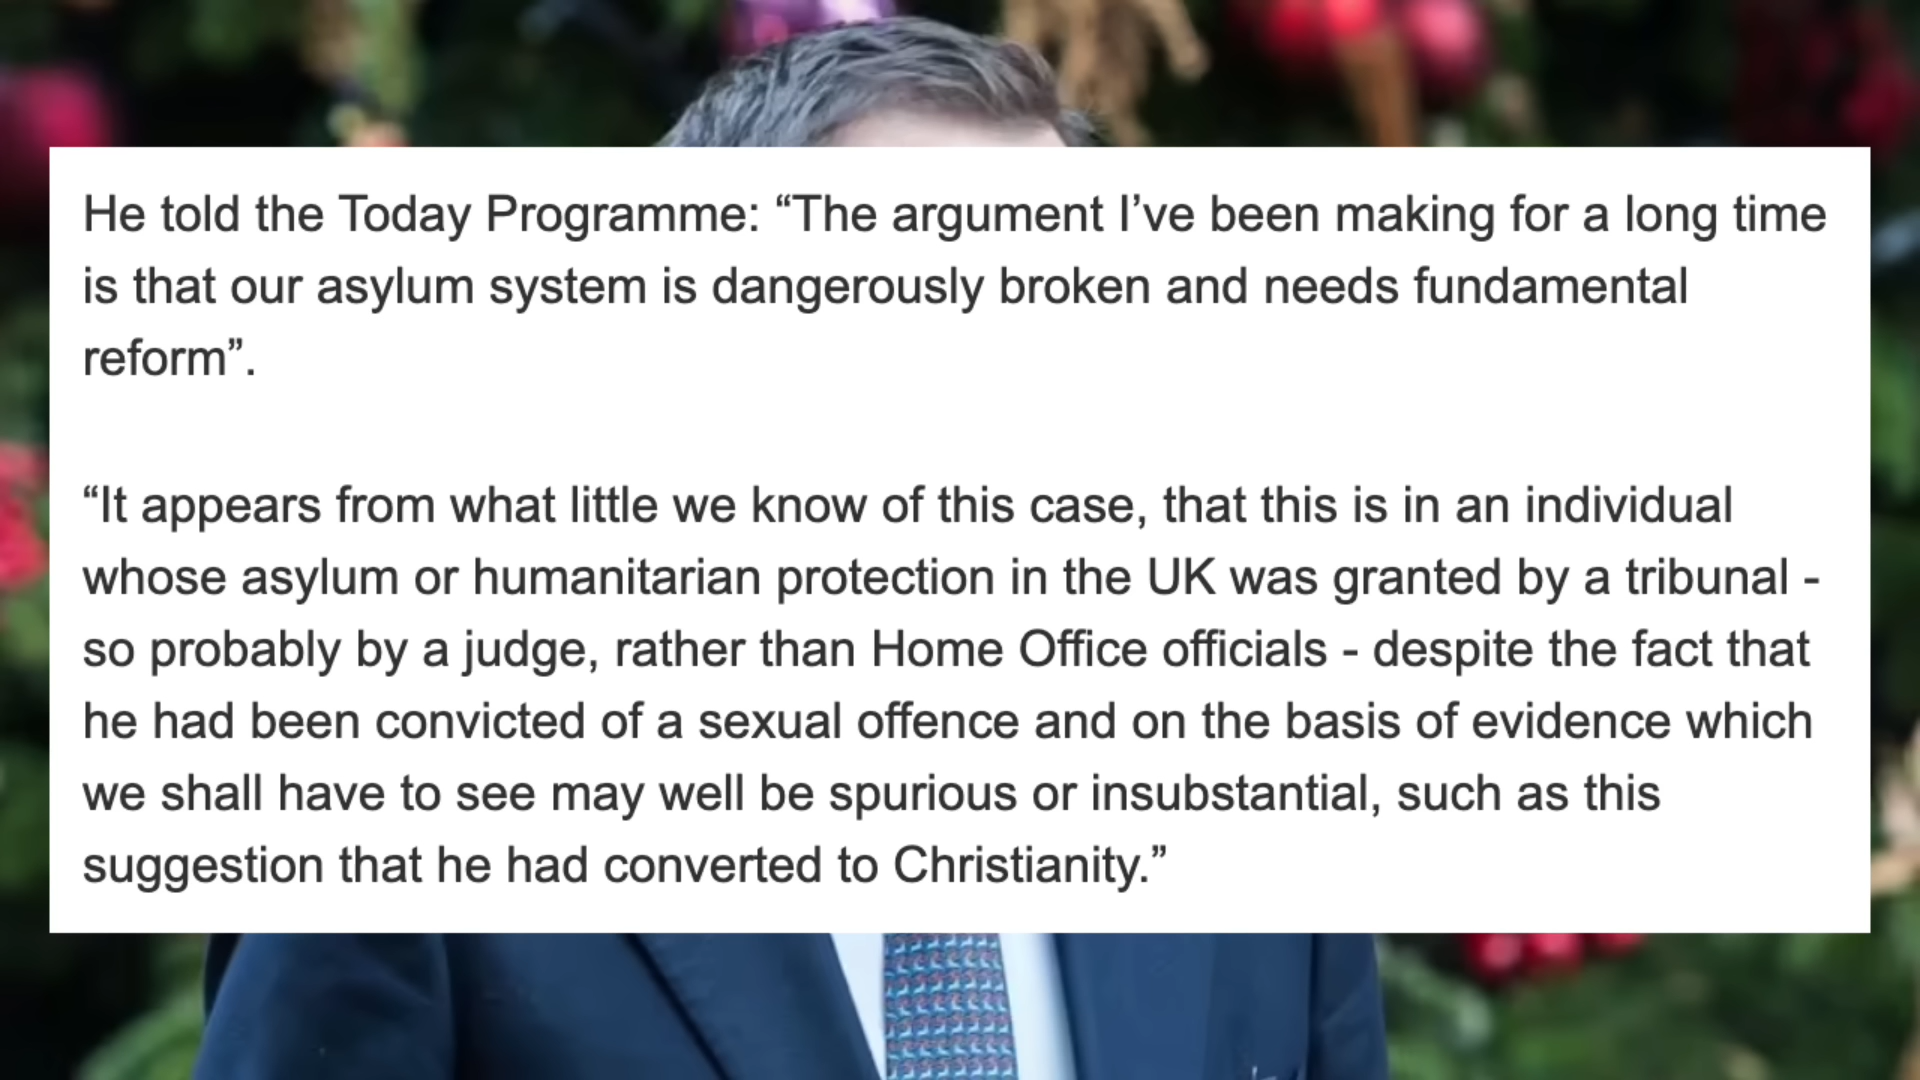 He told the Today Programme: “The argument I’ve been making for a long time
is that our asylum system is dangerously broken and needs fundamental
reform”.
“It appears from what little we know of this case, that this is in an individual
whose asylum or humanitarian protection in the UK was granted by a tribunal -
so probably by a judge, rather than Home Office officials - despite the fact that
he had been convicted of a sexual offence and on the basis of evidence which
we shall have to see may well be spurious or insubstantial, such as this
suggestion that he had converted to Christianity.”